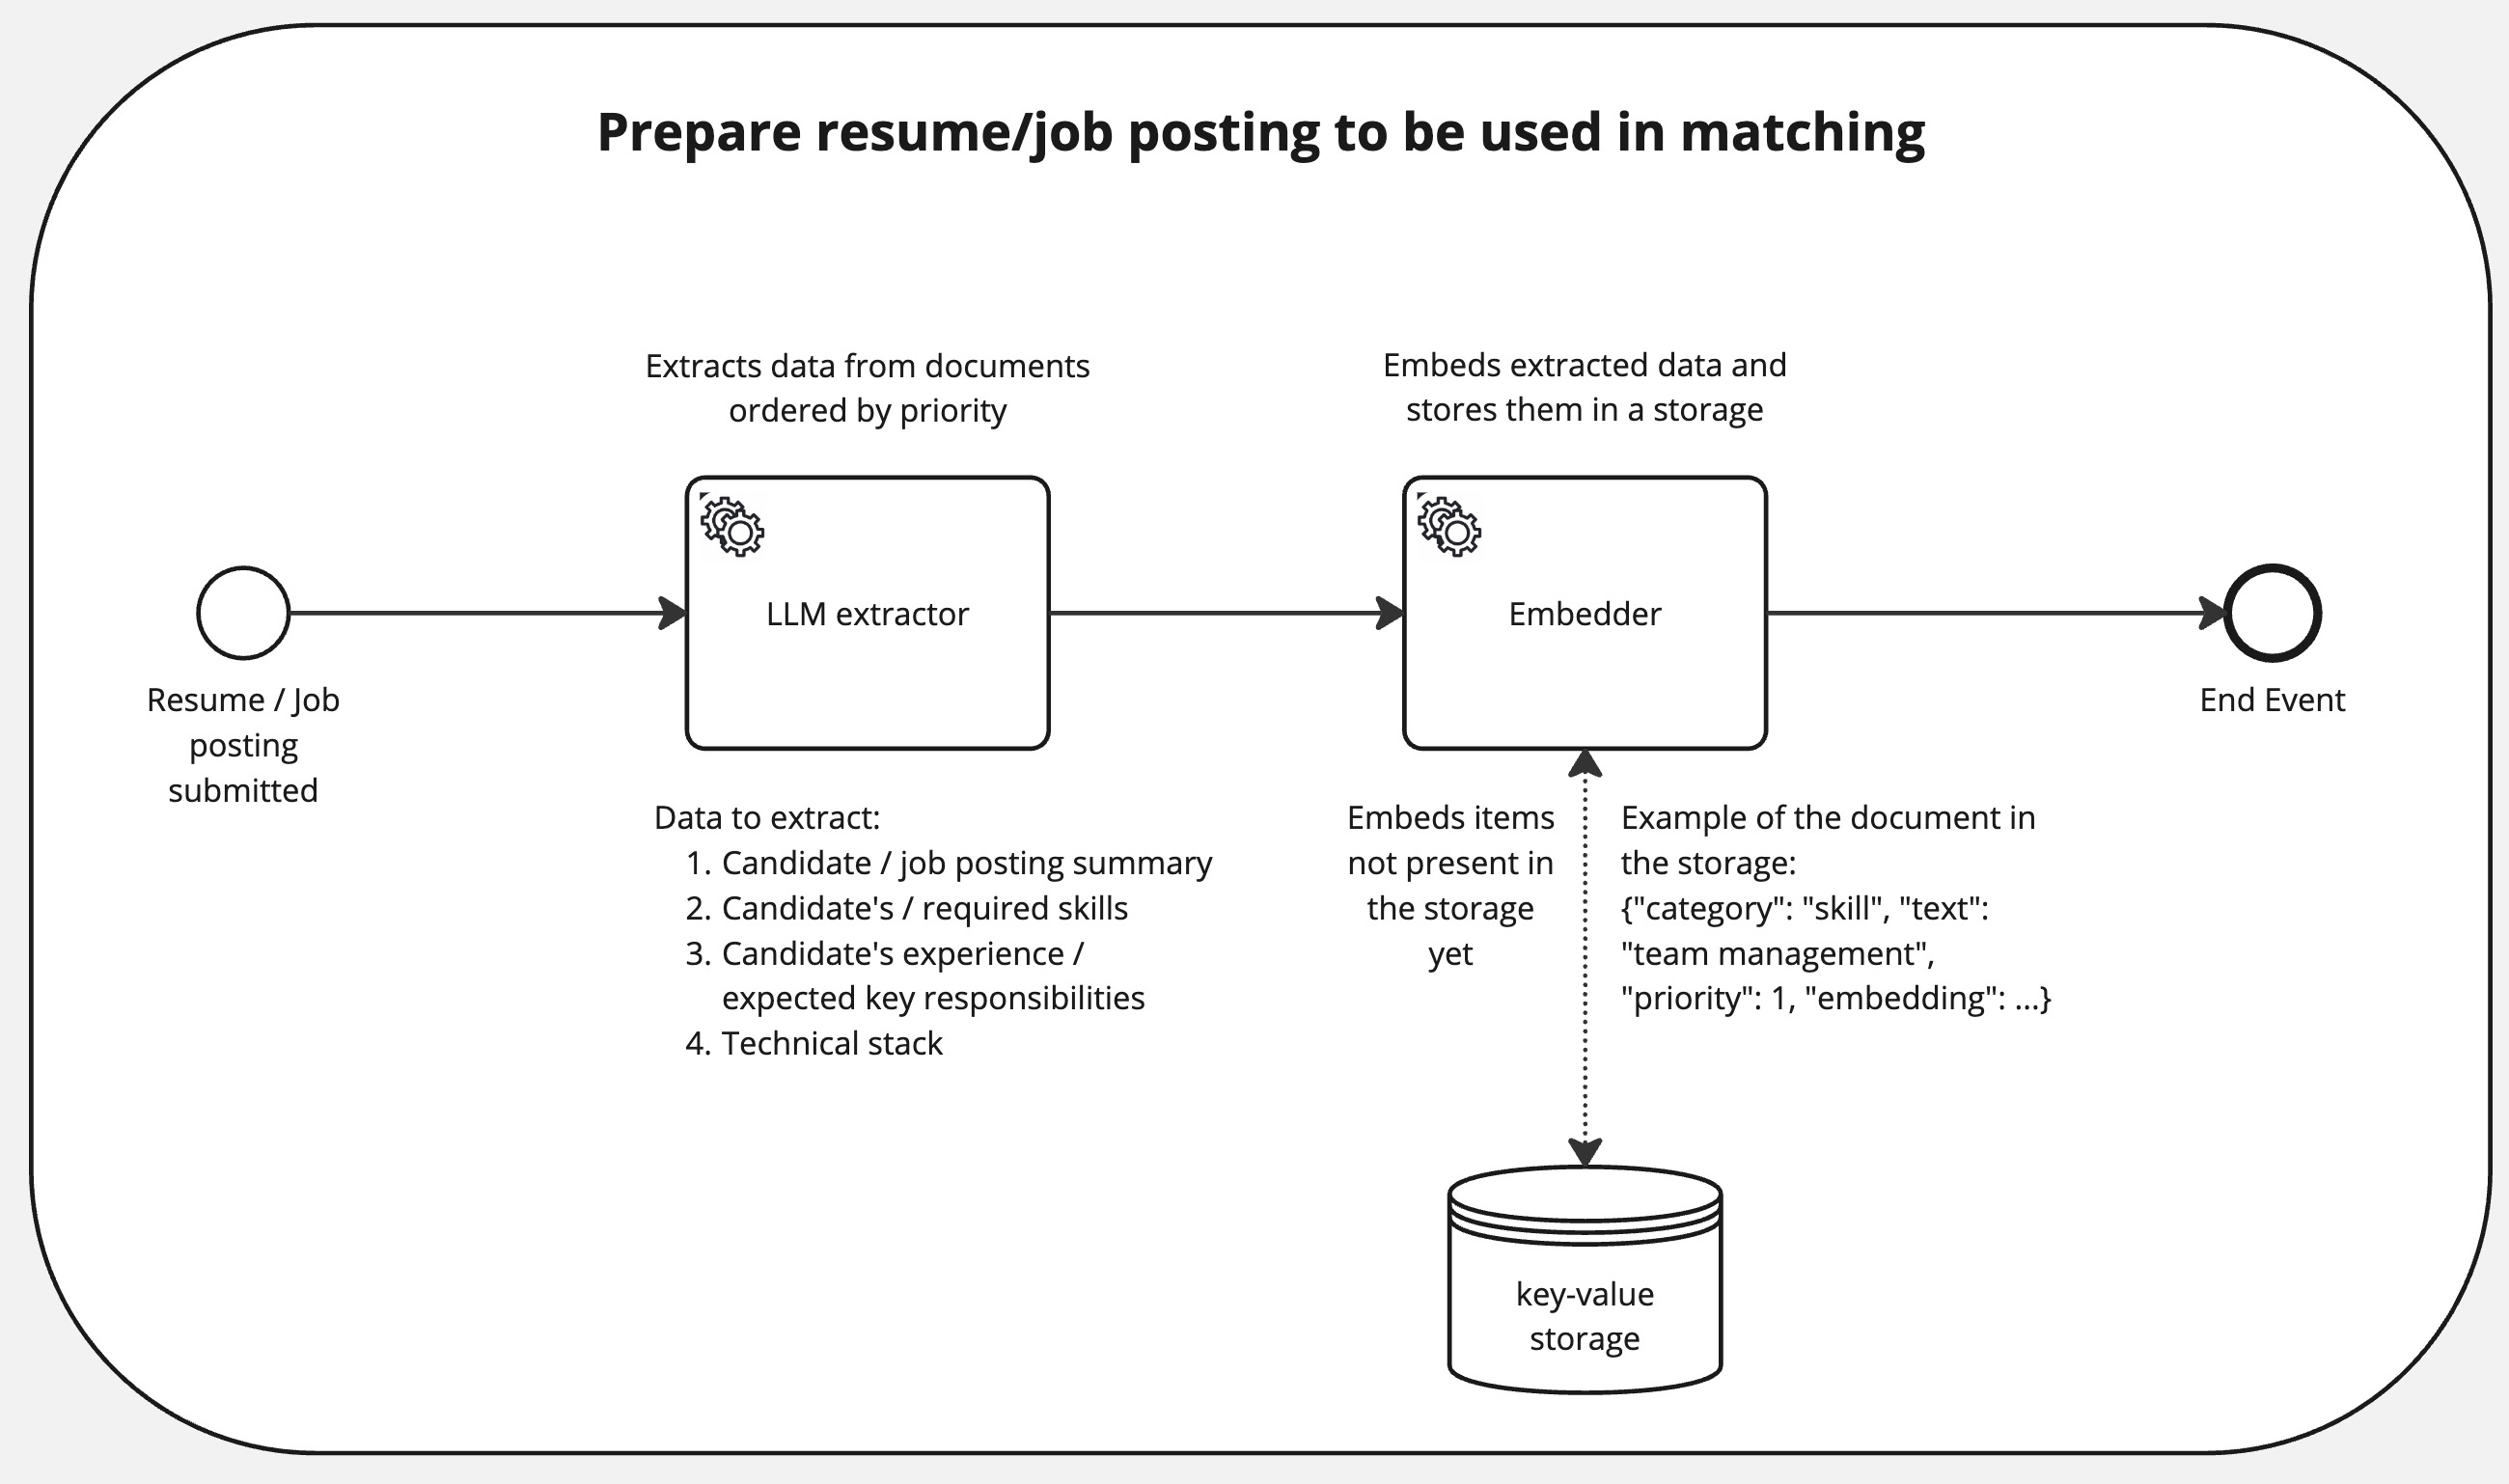 Prepare resume/job posting to be used in matching
Extracts data from documents
ordered by priority
Embeds extracted data and
stores them in a storage
LLM extractor
Embedder
Resume / Job
posting
submitted
End Event
Data to extract:
1. Candidate / job posting summary
2. Candidate's / required skills
3. Candidate's experience /
expected key responsibilities
4. Technical stack
Embeds items
not present in
the storage
yet
Example of the document in
the storage:
{"category": "skill", "text":
"team management",
"priority": 1, "embedding": ...}
key-value
storage